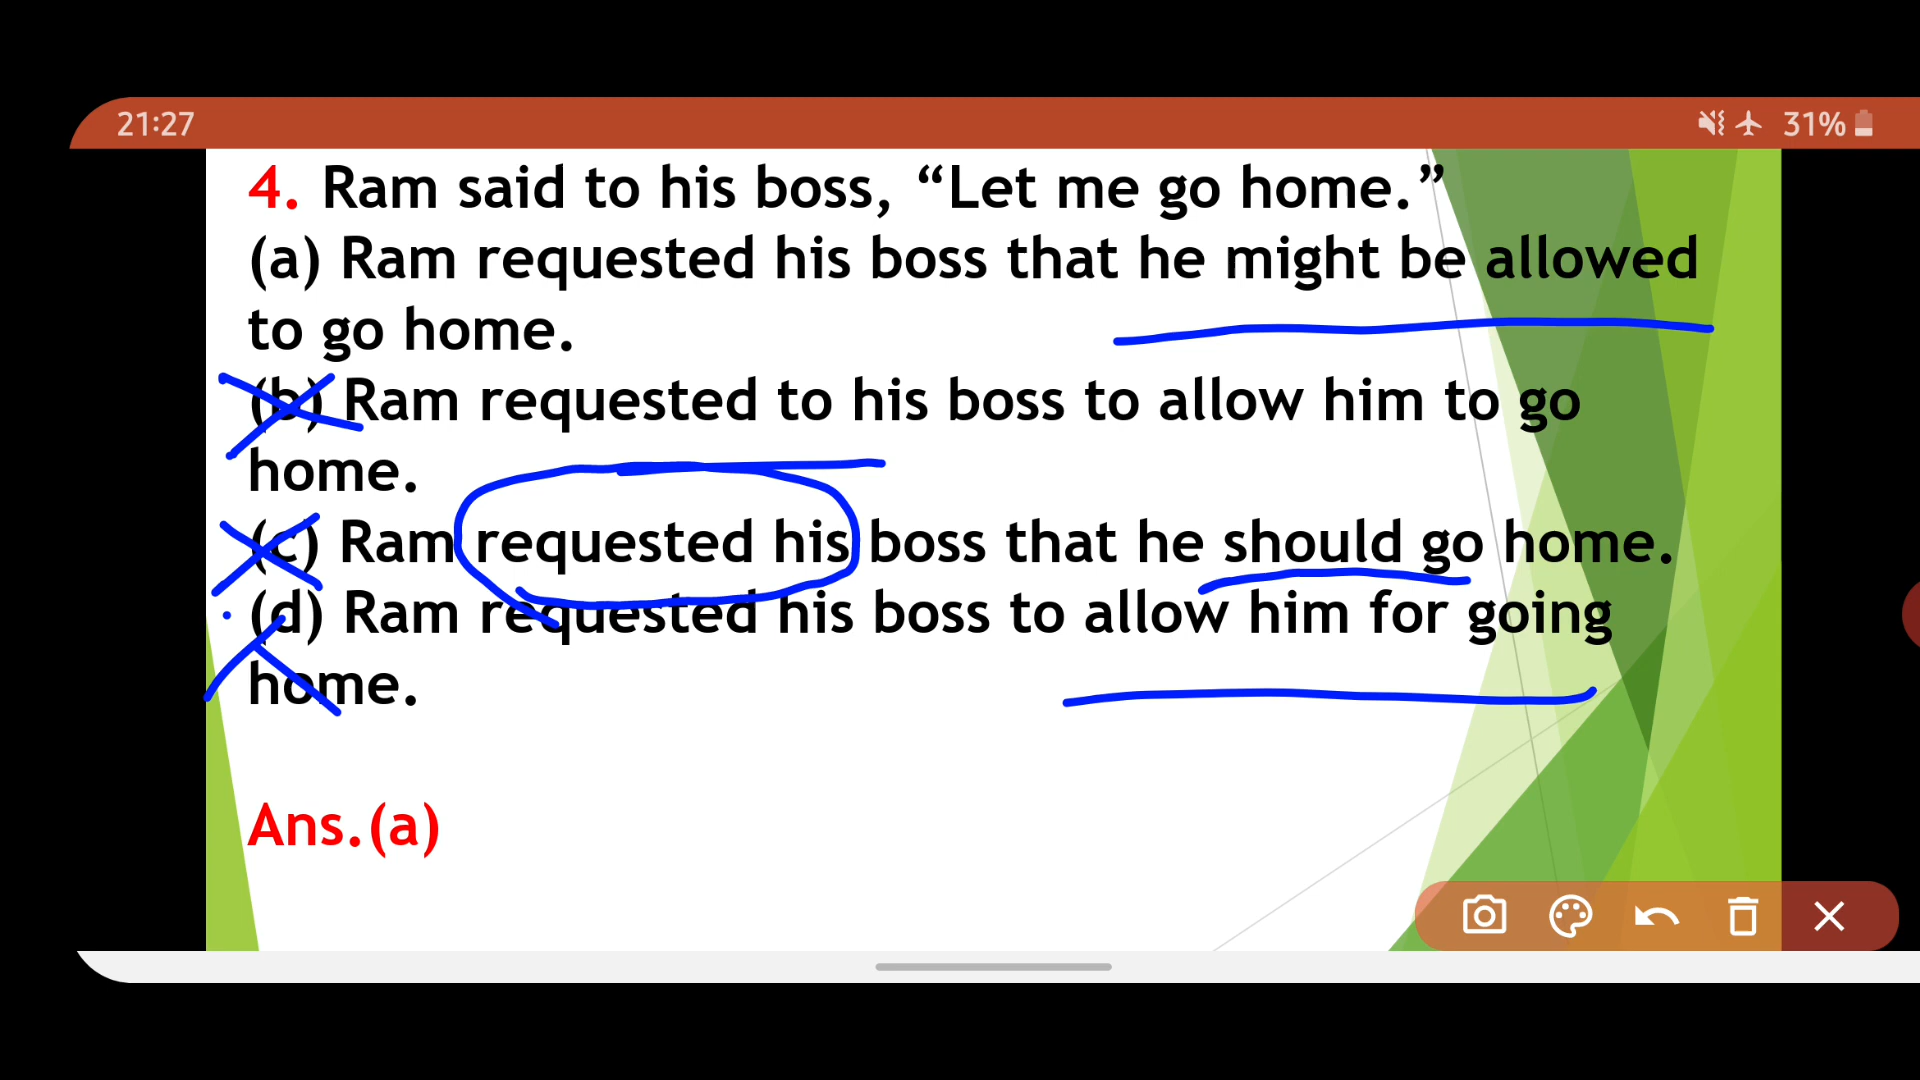 21:27
31%
4. Ram said to his boss, “Let me go home.”
(a) Ram requested his boss that he might be allowed
to go home.
(b) Ram requested to his boss to allow him to go
home.
(c) Ram requested his boss that he should go home.
(d) Ram requested his boss to allow him for going
home.
Ans.(a)